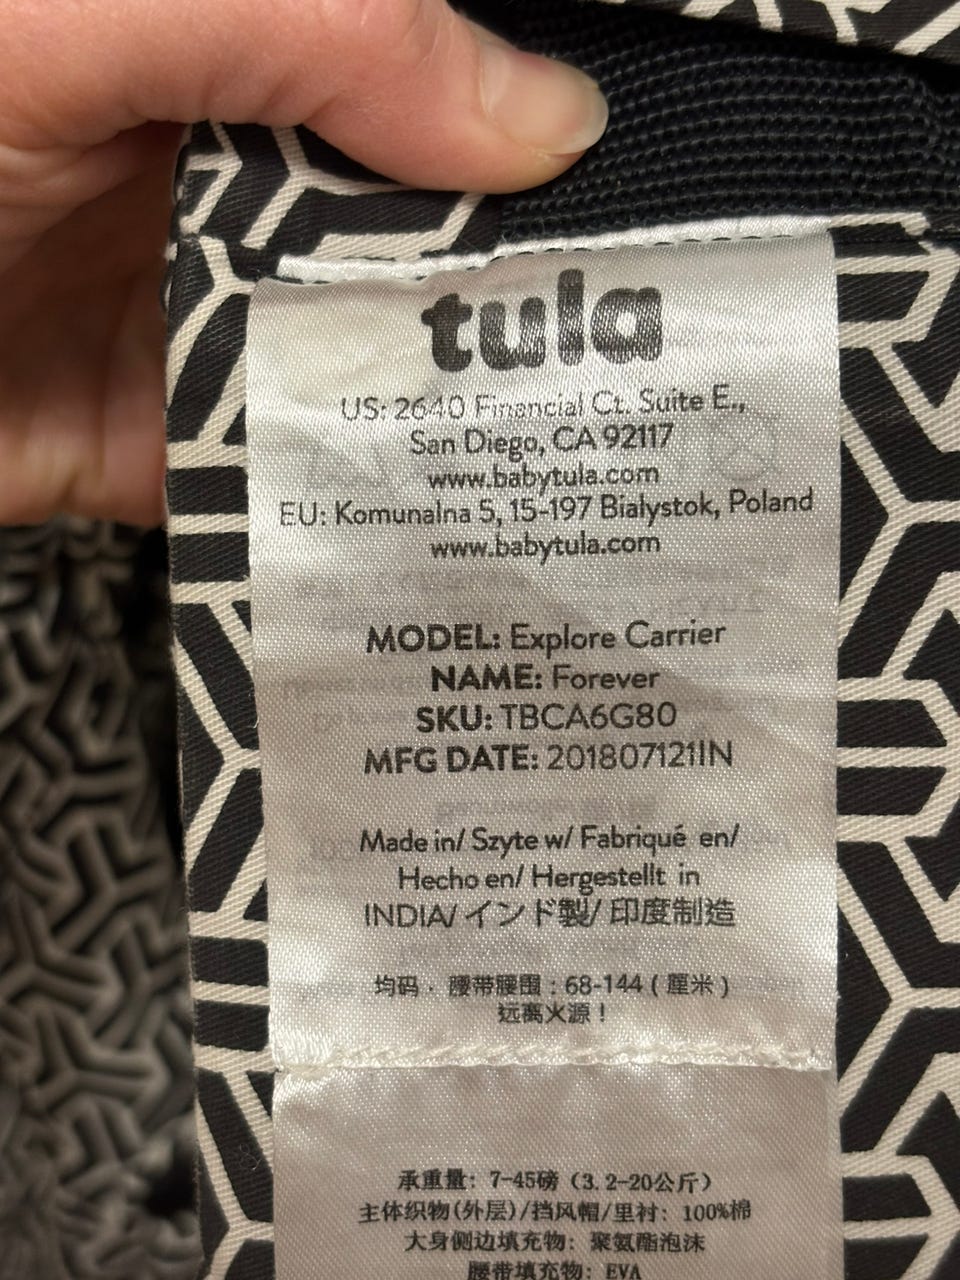 tula
US: 2640 Financial Ct. Suite E.,
San Diego, CA 92117
www.babytula.com
EU: Komunalna 5, 15-197 Bialystok, Poland
www.babytula.com
MODEL: Explore Carrier
NAME: Forever
SKU: TBCA6G80
MFG DATE: 201807121IN
Made in/ Szyte w/ Fabriqué en/
Hecho en/ Hergestellt in
INDIA/ インド製/ 印度制造
均码 · 腰带腰围 : 68-144 ( 厘米 )
远离火源！
承重量: 7-45磅 (3.2-20公斤)
主体织物(外层)/挡风帽/里衬: 100%棉
大身侧边填充物: 聚氨酯泡沫
腰带填充物: EVA